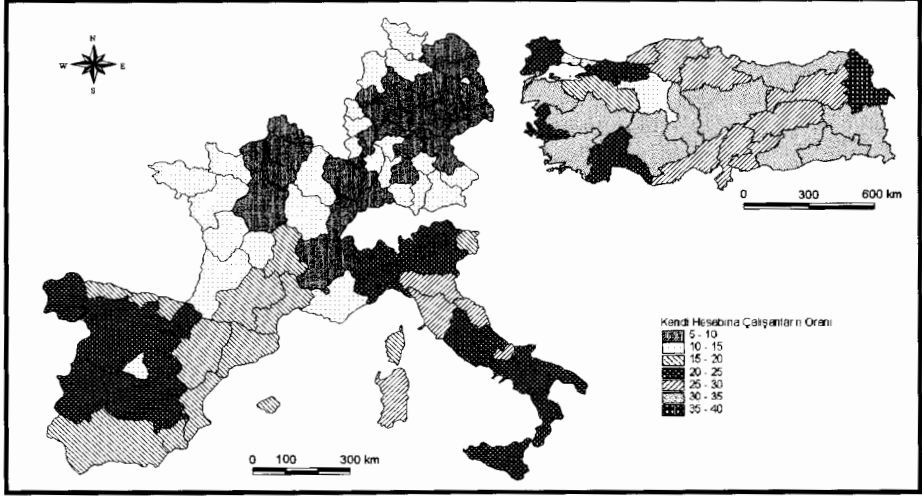 N
W E
S
0 300 600 km
Kendi Hesabına Çalışanların Oranı
5 - 10
10 - 15
15 - 20
20 - 25
25 - 30
30 - 35
35 - 40
0 100 300 km